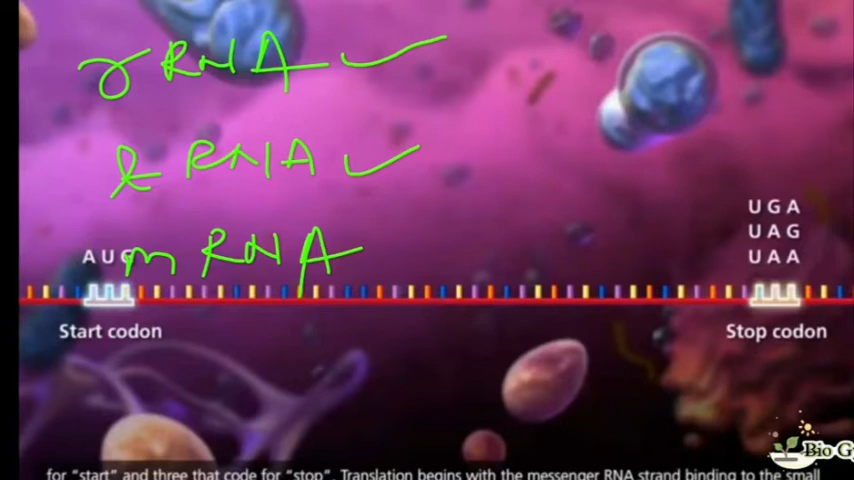 rRNA
tRNA
mRNA
AUG
UGA
UAG
UAA
Start codon
Stop codon
for "start" and three that code for "stop". Translation begins with the messenger RNA strand binding to the small
Bio